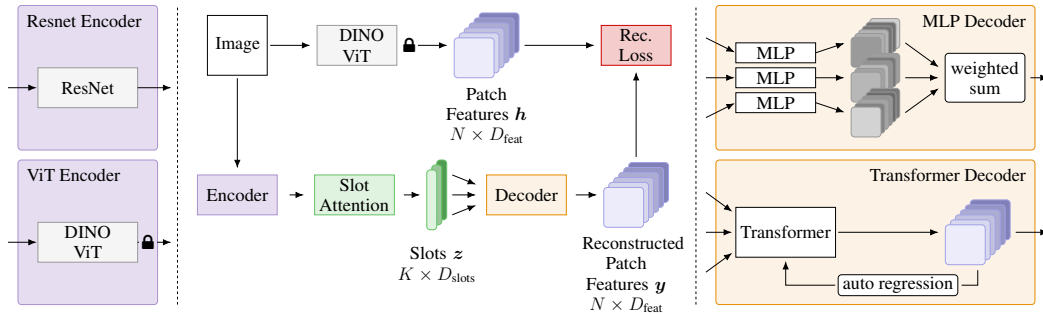 Resnet Encoder
ResNet
ViT Encoder
DINO
ViT
Image
DINO
ViT
Patch
Features h
N × D_feat
Rec.
Loss
Encoder
Slot
Attention
Slots z
K × D_slots
Decoder
Reconstructed
Patch
Features y
N × D_feat
MLP Decoder
MLP
MLP
MLP
weighted
sum
Transformer Decoder
Transformer
auto regression